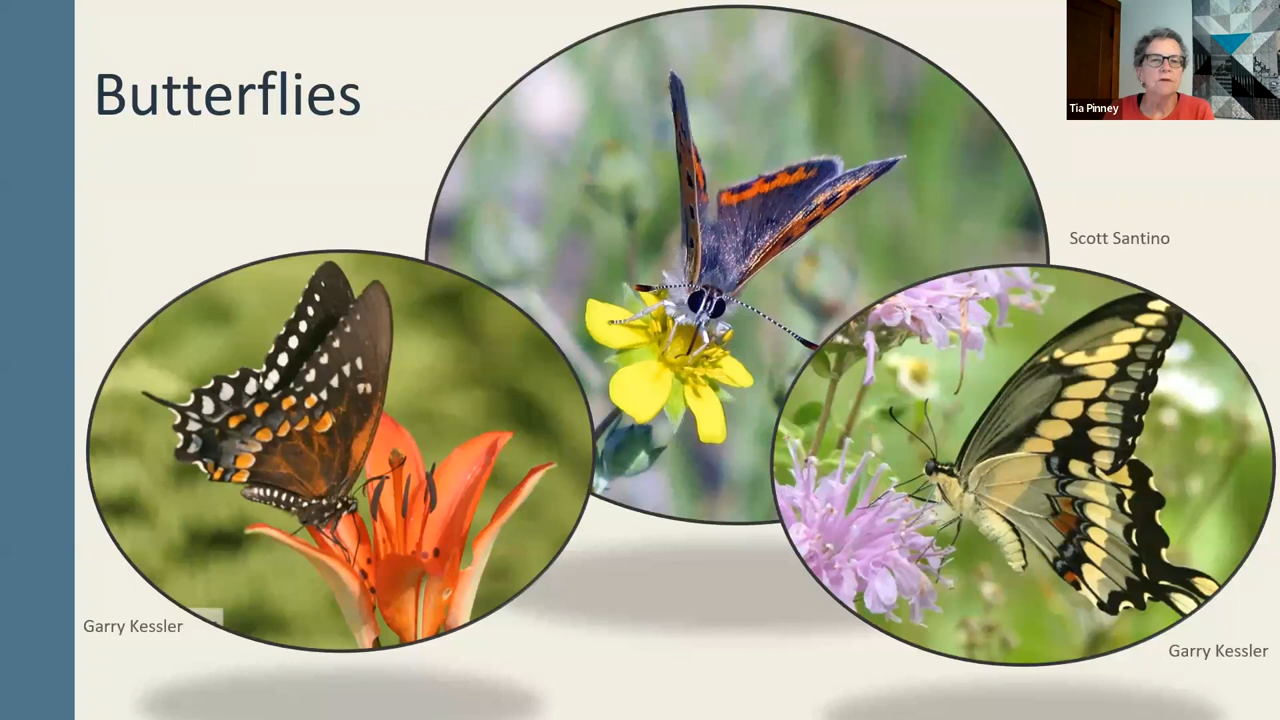 Butterflies
Tia Pinney
Scott Santino
Garry Kessler
Garry Kessler